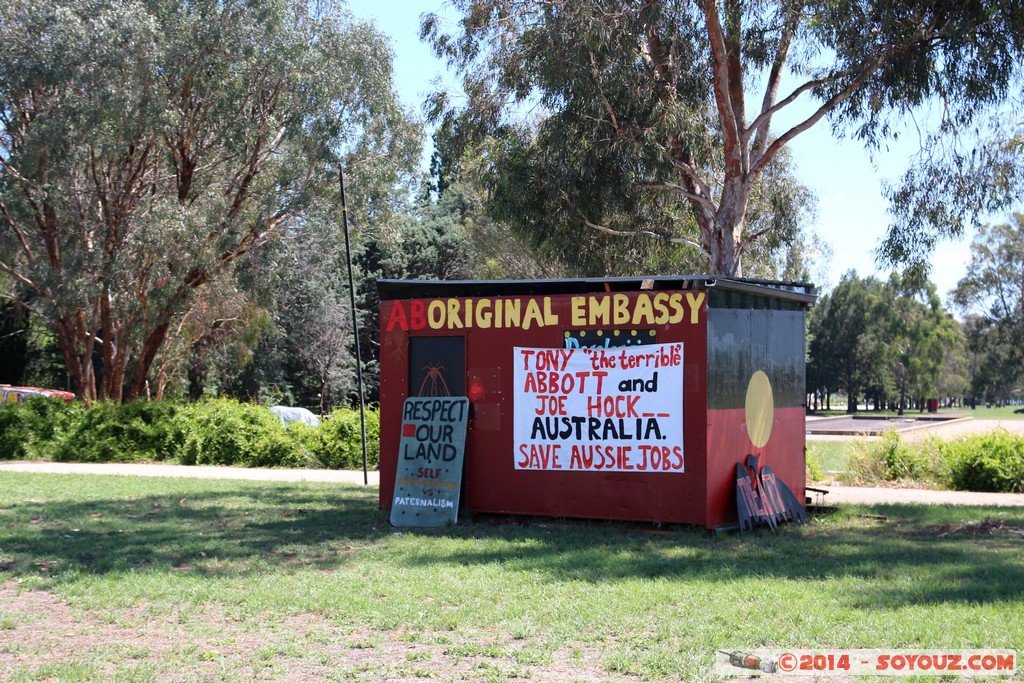 ABORIGINAL EMBASSY
TONY "the terrible"
ABBOTT and
JOE HOCK__
AUSTRALIA.
SAVE AUSSIE JOBS
RESPECT
OUR
LAND
SELF
VS
PATERNALISM
©2014 - SOYOUZ.COM